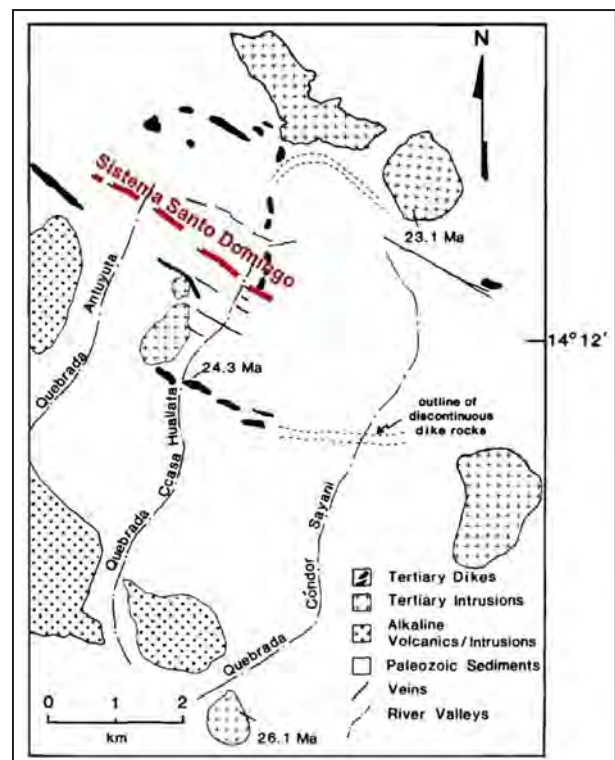 N
Sistema Santo Domingo
23.1 Ma
Quebrada Antuyuta
14° 12'
24.3 Ma
outline of
discontinuous
dike rocks
Quebrada Ccasa Huallata
Quebrada Cóndor Sayani
Tertiary Dikes
Tertiary Intrusions
Alkaline
Volcanics/Intrusions
Paleozoic Sediments
Veins
River Valleys
0 1 2
km
26.1 Ma